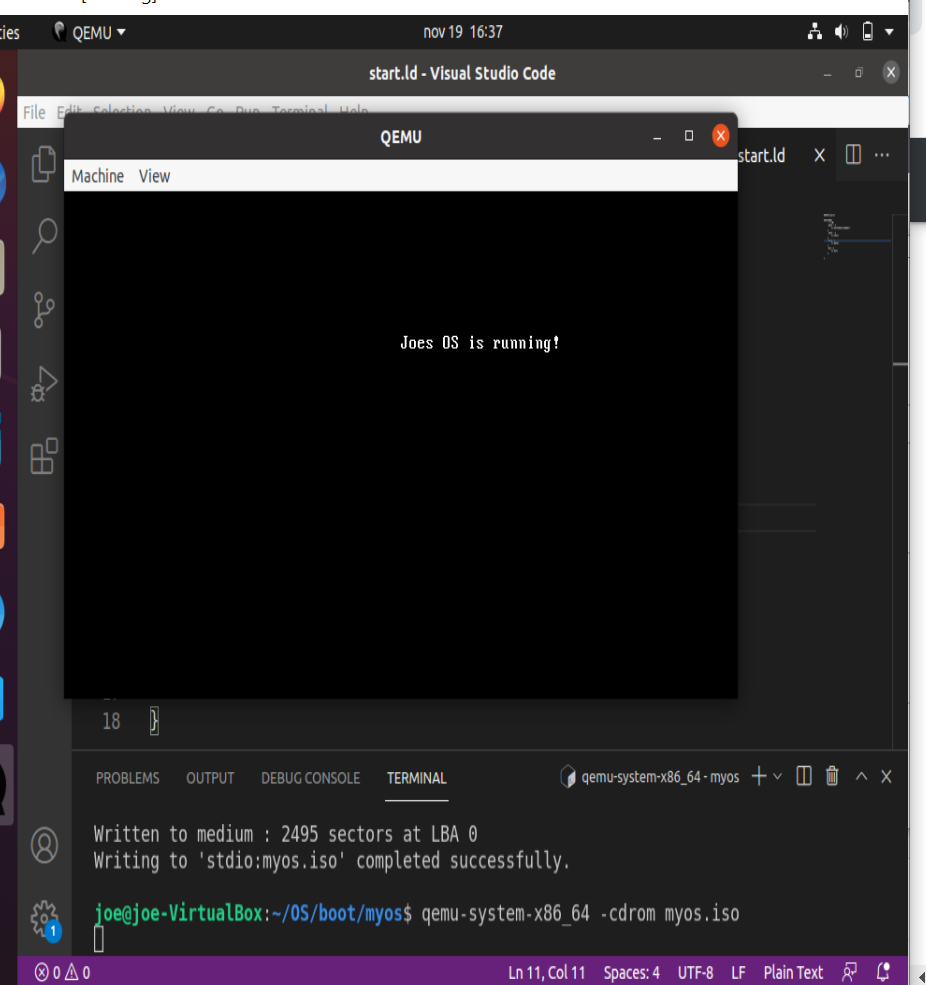 ties QEMU nov 19 16:37
start.ld - Visual Studio Code
File Edit Selection View Go Run Terminal Help
QEMU
start.ld
Machine View
Joes OS is running!
18 }
PROBLEMS OUTPUT DEBUG CONSOLE TERMINAL qemu-system-x86_64 - myos
Written to medium : 2495 sectors at LBA 0
Writing to 'stdio:myos.iso' completed successfully.
joe@joe-VirtualBox:~/OS/boot/myos$ qemu-system-x86_64 -cdrom myos.iso
1
0 0 Ln 11, Col 11 Spaces: 4 UTF-8 LF Plain Text